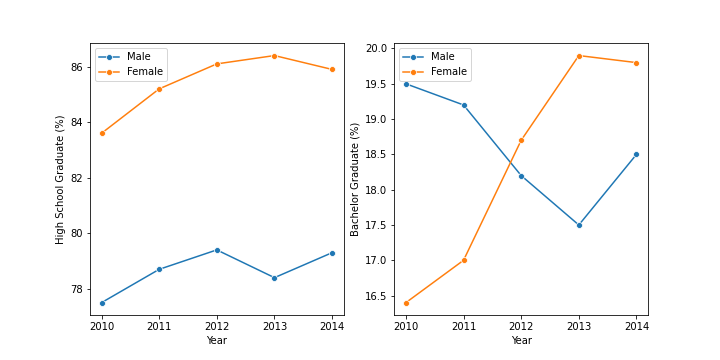 Male
Female
86
84
82
80
78
High School Graduate (%)
2010 2011 2012 2013 2014
Year
Male
Female
20.0
19.5
19.0
18.5
18.0
17.5
17.0
16.5
Bachelor Graduate (%)
2010 2011 2012 2013 2014
Year